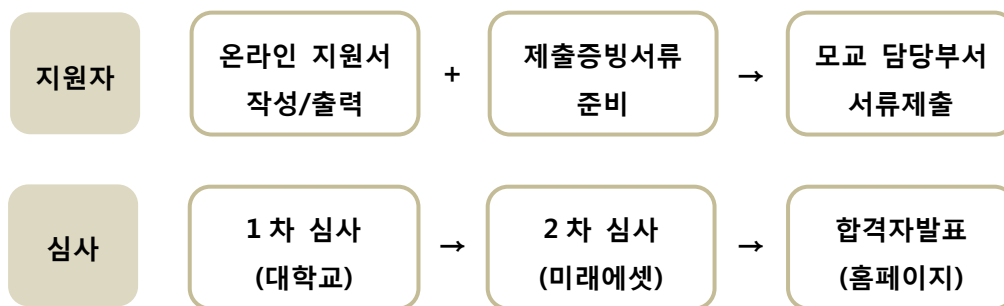 지원자
온라인 지원서
작성/출력
+
제출증빙서류
준비
→
모교 담당부서
서류제출
심사
1차 심사
(대학교)
→
2차 심사
(미래에셋)
→
합격자발표
(홈페이지)